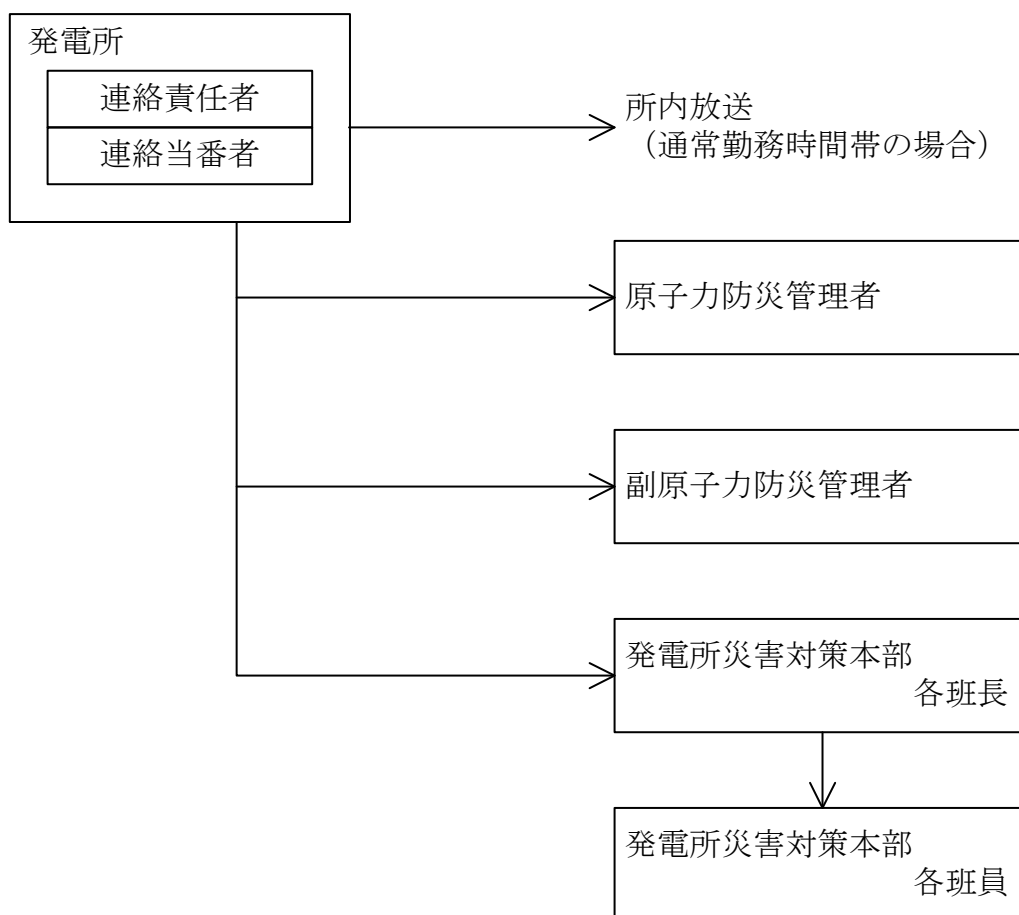 発電所
連絡責任者
連絡当番者
所内放送
（通常勤務時間帯の場合）
原子力防災管理者
副原子力防災管理者
発電所災害対策本部
各班長
発電所災害対策本部
各班員